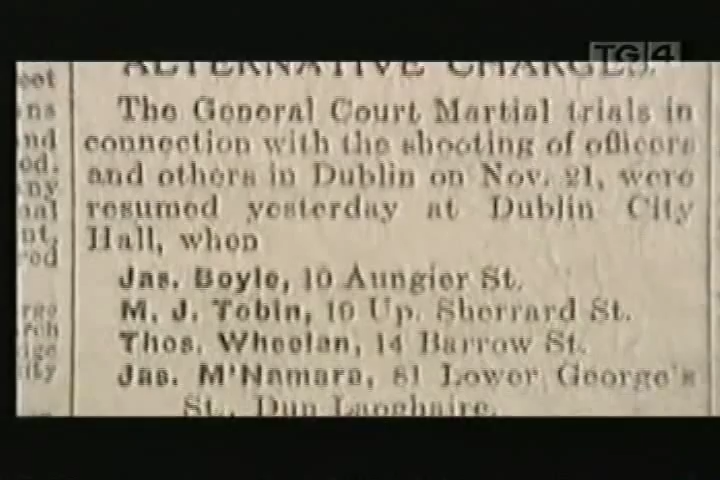 TG4
ALTERNATIVE CHARGES.
The General Court Martial trials in
connection with the shooting of officers
and others in Dublin on Nov. 21, were
resumed yesterday at Dublin City
Hall, when
Jas. Boyle, 10 Aungier St.
M. J. Tobin, 10 Up. Sherrard St.
Thos. Wheelan, 14 Barrow St.
Jas. M'Namara, 81 Lower George's
St., Dun Laoghaire.